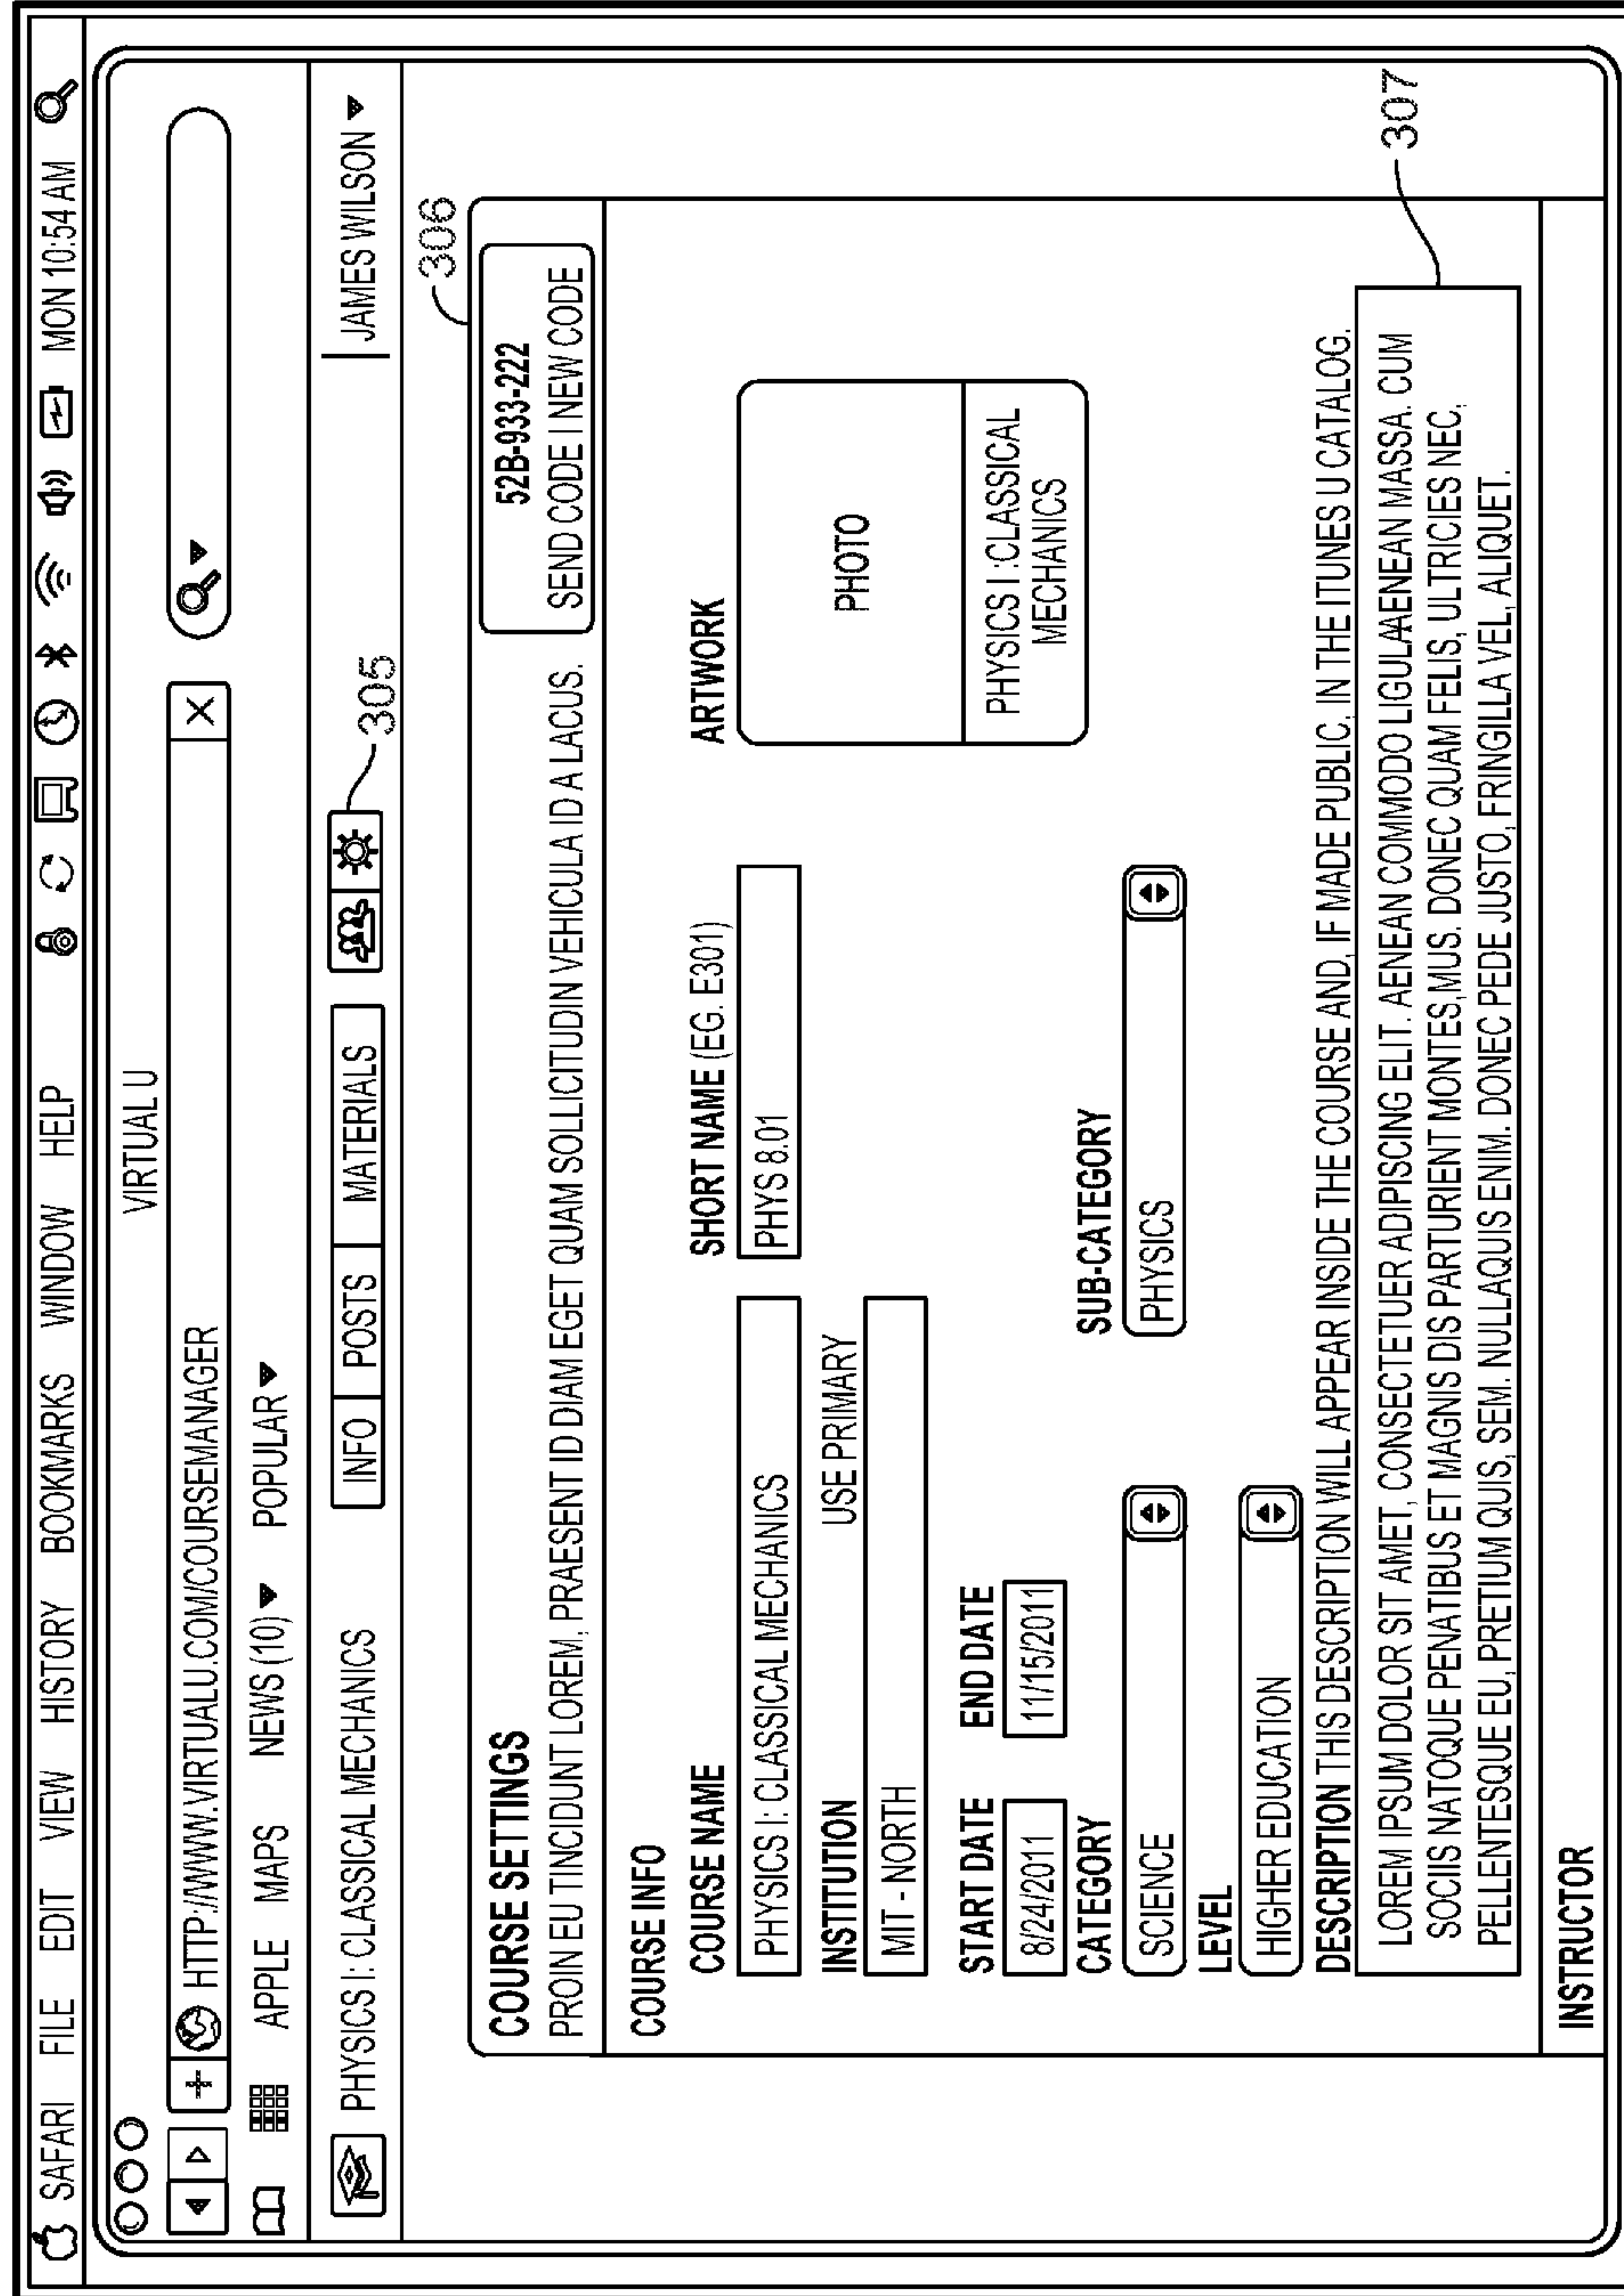 SAFARI FILE EDIT VIEW HISTORY BOOKMARKS WINDOW HELP MON 10:54 AM
VIRTUAL U
HTTP://WWW.VIRTUALU.COM/COURSEMANAGER
APPLE MAPS NEWS (10) POPULAR
PHYSICS I: CLASSICAL MECHANICS INFO POSTS MATERIALS JAMES WILSON
305
306
COURSE SETTINGS 52B-933-222
PROIN EU TINCIDUNT LOREM, PRAESENT ID DIAM EGET QUAM SOLLICITUDIN VEHICULA ID A LACUS. SEND CODE I NEW CODE
COURSE INFO
COURSE NAME SHORT NAME (EG. E301) ARTWORK
PHYSICS I: CLASSICAL MECHANICS PHYS 8.01
INSTITUTION USE PRIMARY PHOTO
MIT - NORTH
START DATE END DATE PHYSICS I :CLASSICAL
8/24/2011 11/15/2011 MECHANICS
CATEGORY SUB-CATEGORY
SCIENCE PHYSICS
LEVEL
HIGHER EDUCATION
DESCRIPTION THIS DESCRIPTION WILL APPEAR INSIDE THE COURSE AND, IF MADE PUBLIC, IN THE ITUNES U CATALOG.
307
LOREM IPSUM DOLOR SIT AMET, CONSECTETUER ADIPISCING ELIT. AENEAN COMMODO LIGULAAENEAN MASSA. CUM
SOCIIS NATOQUE PENATIBUS ET MAGNIS DIS PARTURIENT MONTES,MUS. DONEC QUAM FELIS, ULTRICIES NEC,
PELLENTESQUE EU, PRETIUM QUS, SEM. NULLAQUIS ENIM. DONEC PEDE JUSTO, FRINGILLA VEL, ALIQUET.
INSTRUCTOR